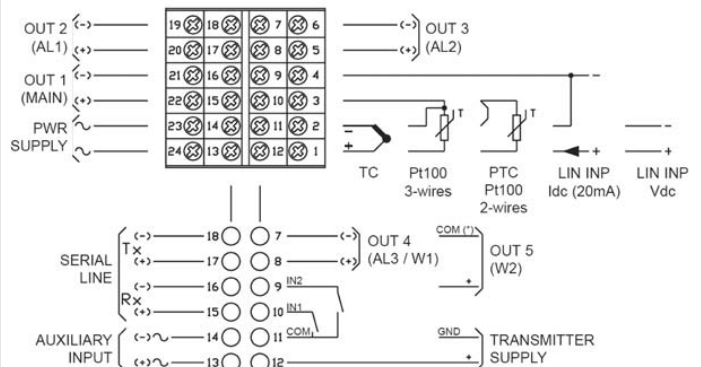 OUT 2 (-) 19 18 7 6 (-) OUT 3
(AL1) (+) 20 17 8 5 (+) (AL2)
OUT 1 (-) 21 16 9 4 -
(MAIN) (+) 22 15 10 3 T T
PWR 23 14 11 2 - -
SUPPLY 24 13 12 1 + + +
TC Pt100 PTC LIN INP LIN INP
3-wires Pt100 Idc (20mA) Vdc
2-wires
(-) 18 7 (-) OUT 4 COM (*) OUT 5
Tx
SERIAL (+) 17 8 (+) (AL3 / W1) (W2)
LINE (-) 16 9 IN2 +
Rx
(+) 15 10 IN1
AUXILIARY (-) 14 11 COM GND TRANSMITTER
INPUT (+) 13 12 + SUPPLY